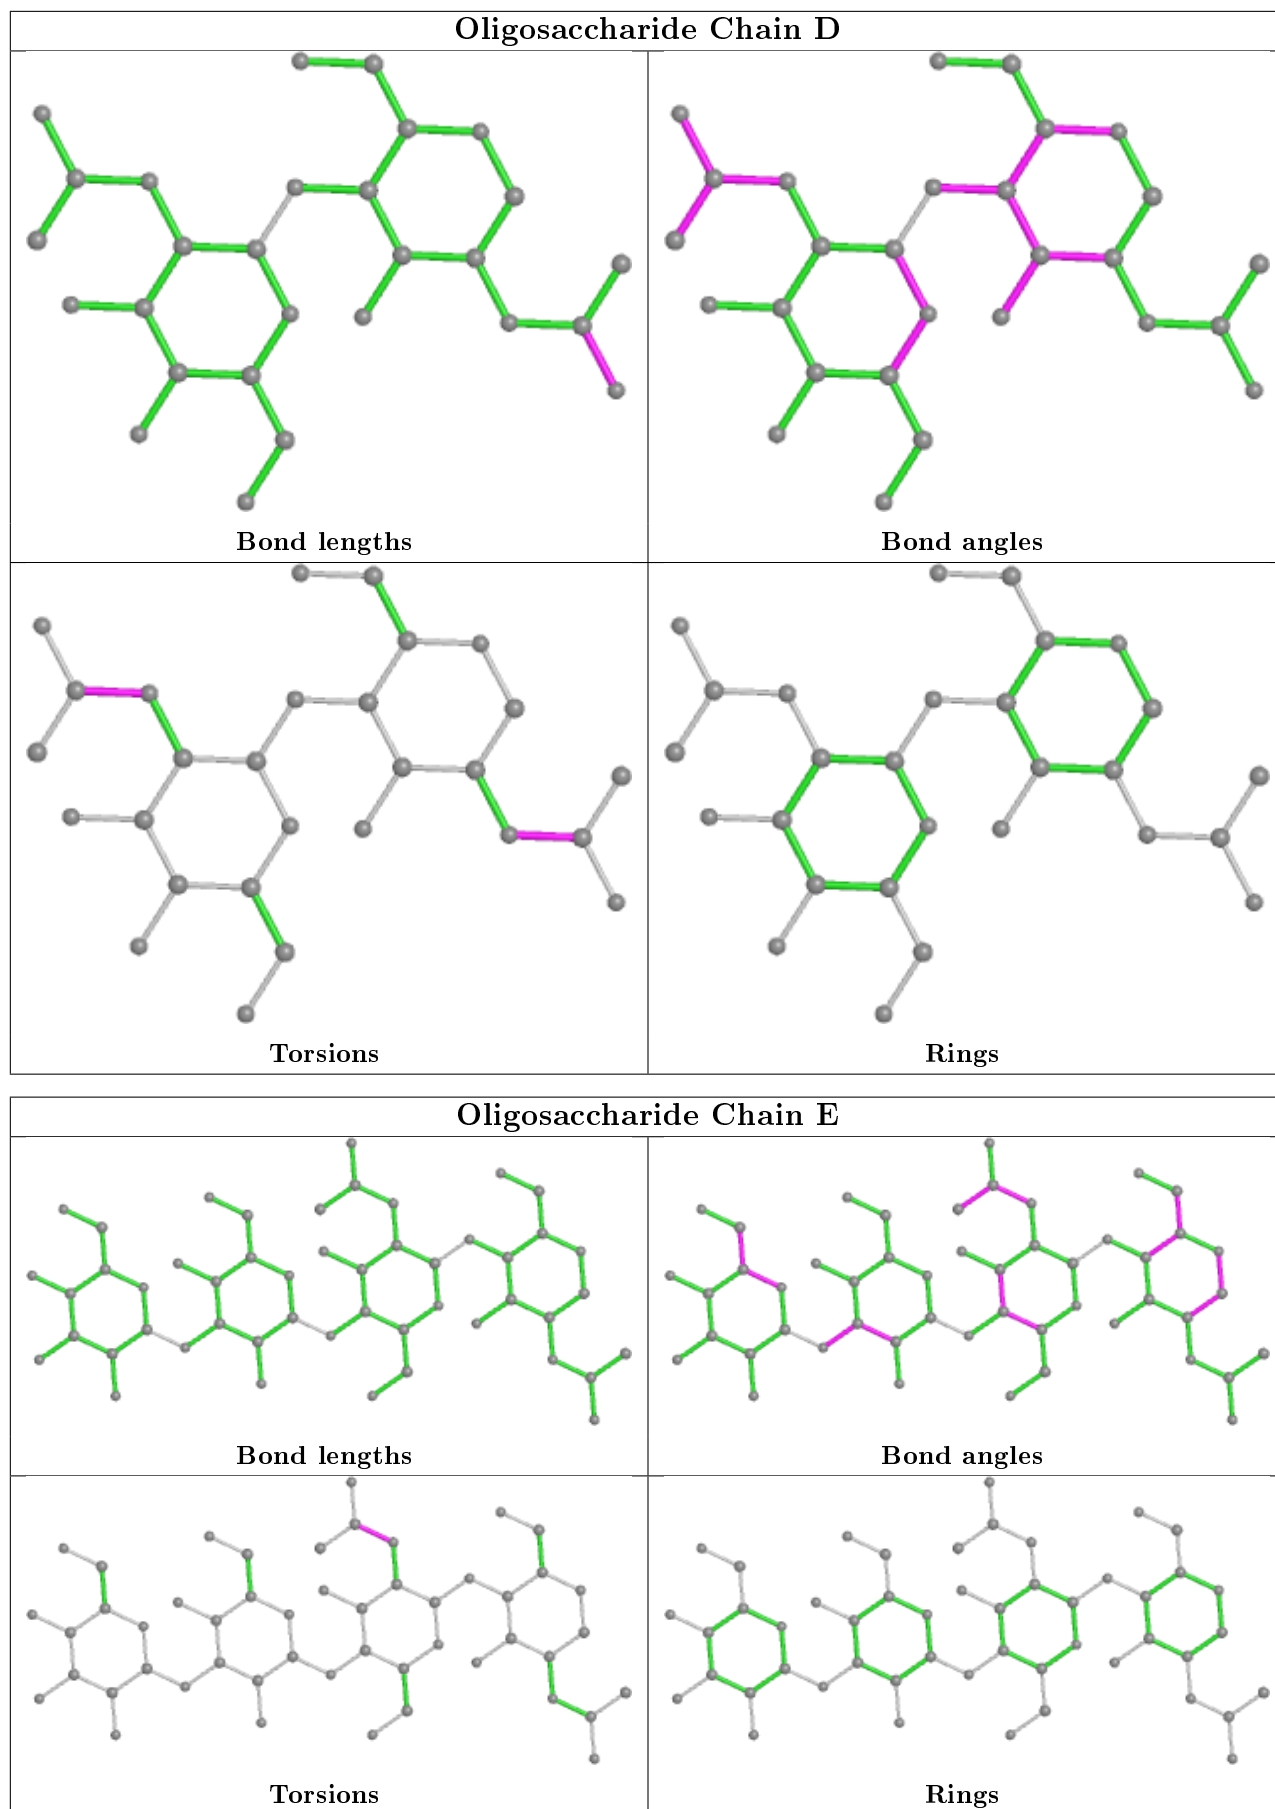 Oligosaccharide Chain D
Bond lengths
Bond angles
Torsions
Rings
Oligosaccharide Chain E
Bond lengths
Bond angles
Torsions
Rings